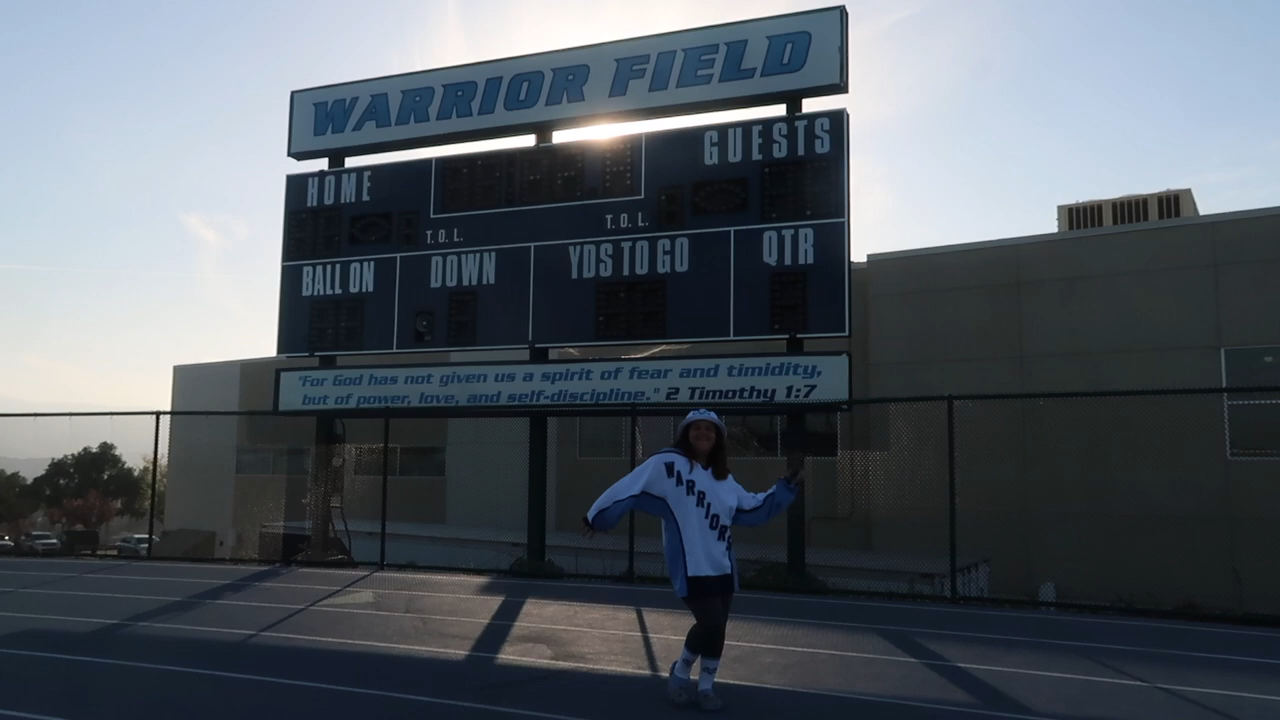 WARRIOR FIELD
HOME
GUESTS
T.O.L.
T.O.L.
BALL ON
DOWN
YDS TO GO
QTR
"For God has not given us a spirit of fear and timidity,
but of power, love, and self-discipline." 2 Timothy 1:7
WARRIORS